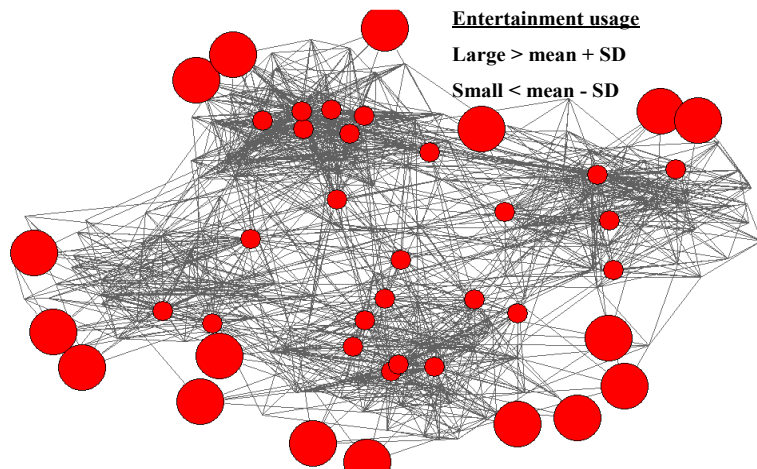 Entertainment usage
Large > mean + SD
Small < mean - SD